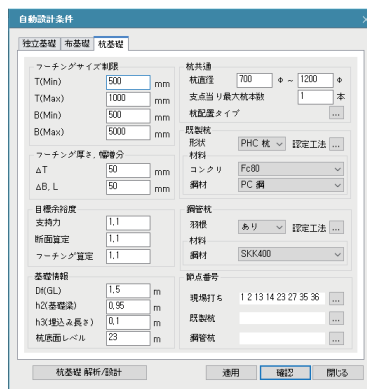 自動設計条件
独立基礎 布基礎 杭基礎
フーチングサイズ制限
T(Min) 500 mm
T(Max) 1000 mm
B(Min) 500 mm
B(Max) 5000 mm
フーチング厚さ, 幅増分
ΔT 50 mm
ΔB, L 50 mm
目標余裕度
支持力 1,1
断面算定 1,1
フーチング算定 1,1
基礎情報
Df(GL) 1,5 m
h2(基礎梁) 0,95 m
h3(埋込み長さ) 0,1 m
杭底面レベル 23 m
杭共通
杭直径 700 Φ ~ 1200 Φ
支点当り最大杭本数 1 本
杭配置タイプ ...
既製杭
形状 PHC 杭 認定工法 ...
材料
コンクリ Fc80
鋼材 PC 鋼
鋼管杭
羽根 あり 認定工法 ...
材料
鋼材 SKK400
節点番号
現場打ち 1 2 13 14 23 27 35 36 ...
既製杭 ...
鋼管杭 ...
杭基礎 解析/設計 適用 確認 閉じる